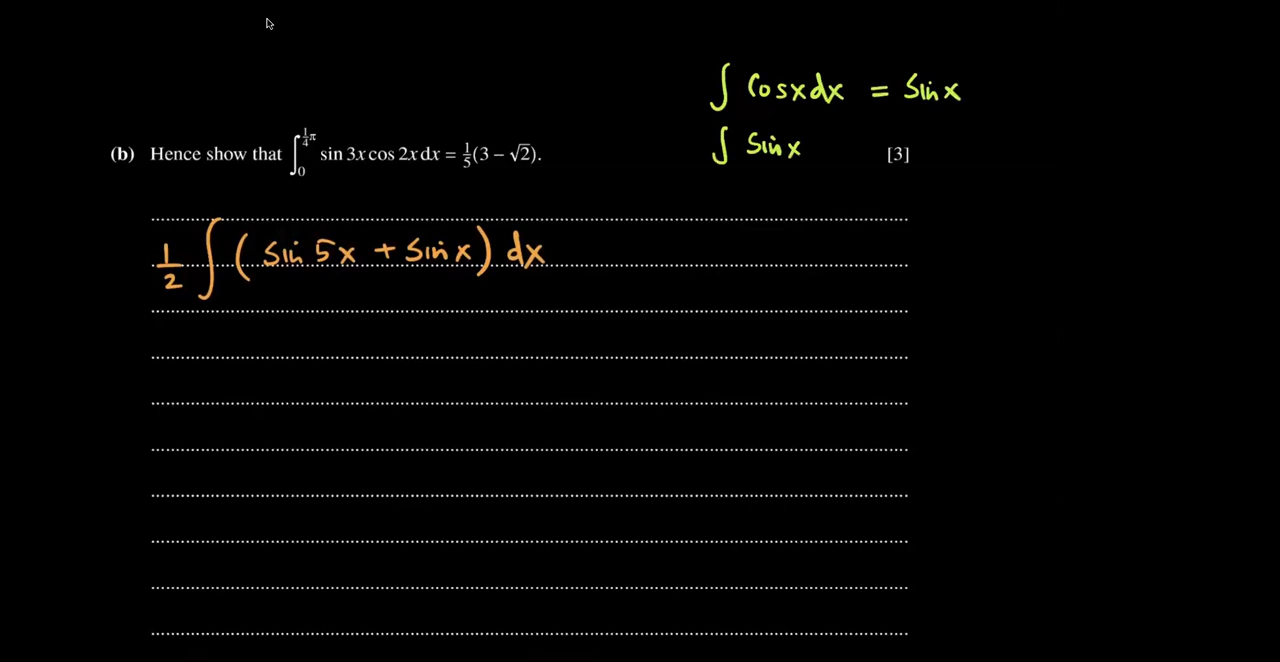 ∫ cos x dx = sin x
(b) Hence show that ∫₀^{¼π} sin 3x cos 2x dx = ⅕(3 − √2). [3]
∫ sin x
½ ∫ ( sin 5x + sin x ) dx